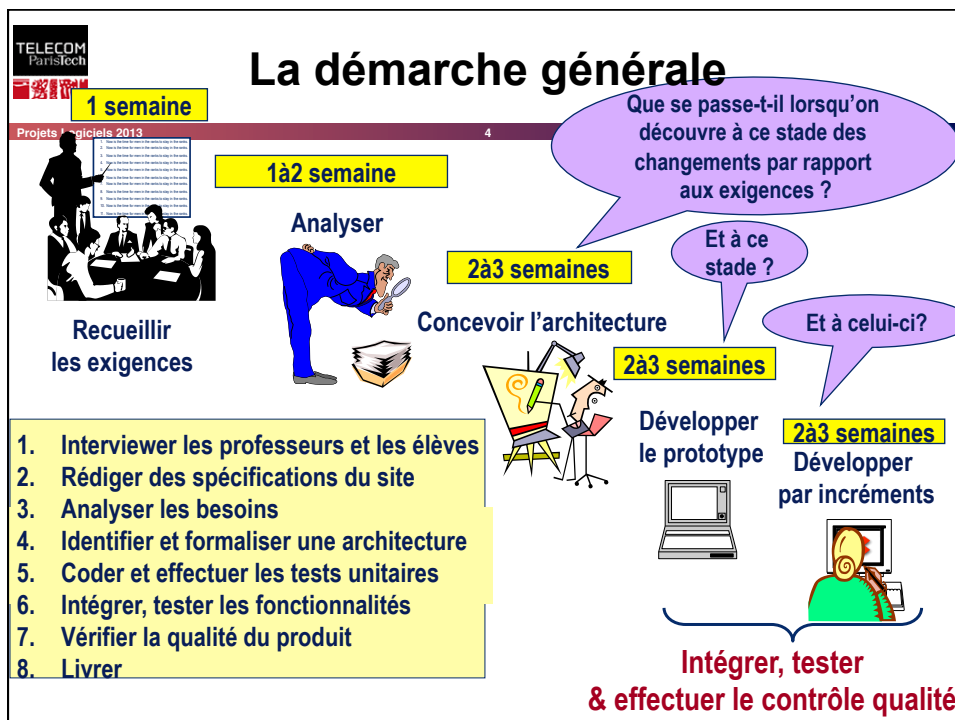 TELECOM
ParisTech
La démarche générale
1 semaine
Projets Logiciels 2013
4
Que se passe-t-il lorsqu'on
découvre à ce stade des
changements par rapport
aux exigences ?
1à2 semaine
Analyser
Et à ce
stade ?
2à3 semaines
Recueillir
les exigences
Concevoir l'architecture
Et à celui-ci?
2à3 semaines
Développer
le prototype
2à3 semaines
Développer
par incréments
1. Interviewer les professeurs et les élèves
2. Rédiger des spécifications du site
3. Analyser les besoins
4. Identifier et formaliser une architecture
5. Coder et effectuer les tests unitaires
6. Intégrer, tester les fonctionnalités
7. Vérifier la qualité du produit
8. Livrer
Intégrer, tester
& effectuer le contrôle qualité